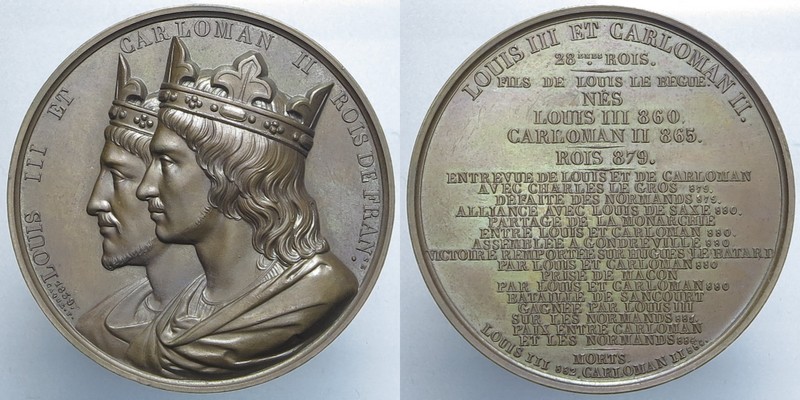 LOUIS III ET CARLOMAN II ROIS DE FRAN.ᶜᵉ
1839.
LOUIS III ET CARLOMAN II.
28ᵉᵐᵉˢ. ROIS.
FILS DE LOUIS LE BEGUE
NÉS
LOUIS III 860.
CARLOMAN II 865.
ROIS 879.
ENTREVUE DE LOUIS ET DE CARLOMAN
AVEC CHARLES LE GROS 879.
DÉFAITE DES NORMANDS 879.
ALLIANCE AVEC LOUIS DE SAXE 880.
PARTAGE DE LA MONARCHIE
ENTRE LOUIS ET CARLOMAN 880.
ASSEMBLÉE A GONDREVILLE 880
VICTOIRE REMPORTÉE SUR HUGUES LE BATARD
PAR LOUIS ET CARLOMAN 880
PRISE DE MACON
PAR LOUIS ET CARLOMAN 880
BATAILLE DE SANCOURT
GAGNÉE PAR LOUIS III
SUR LES NORMANDS
PAIX ENTRE CARLOMAN
ET LES NORMANDS 884.
MORTS
LOUIS III 882, CARLOMAN II